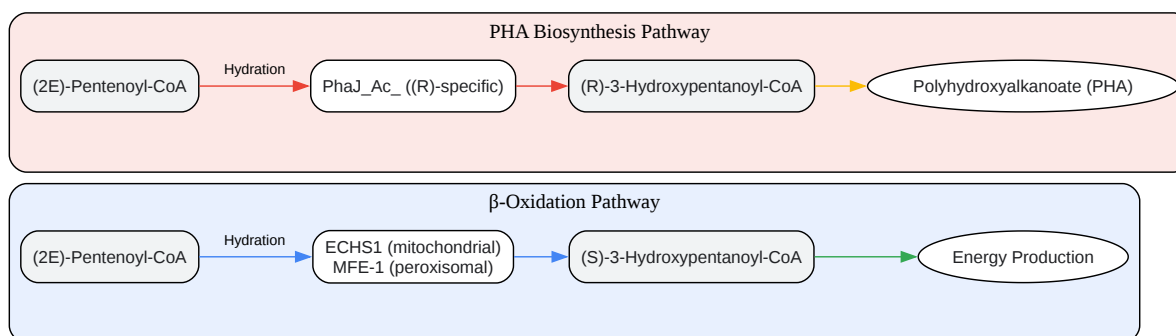 PHA Biosynthesis Pathway
(2E)-Pentenoyl-CoA
Hydration
PhaJ_Ac_ ((R)-specific)
(R)-3-Hydroxypentanoyl-CoA
Polyhydroxyalkanoate (PHA)
β-Oxidation Pathway
(2E)-Pentenoyl-CoA
Hydration
ECHS1 (mitochondrial)
MFE-1 (peroxisomal)
(S)-3-Hydroxypentanoyl-CoA
Energy Production